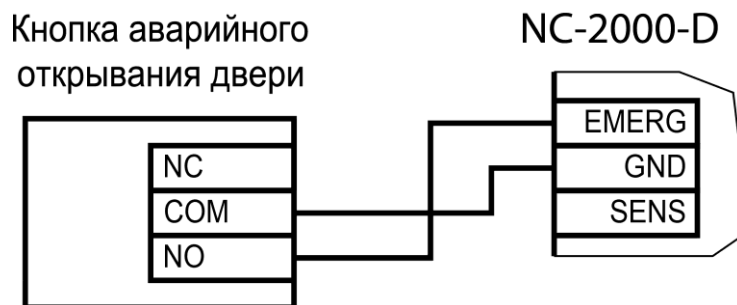 Кнопка аварийного
открывания двери
NC-2000-D
NC
COM
NO
EMERG
GND
SENS